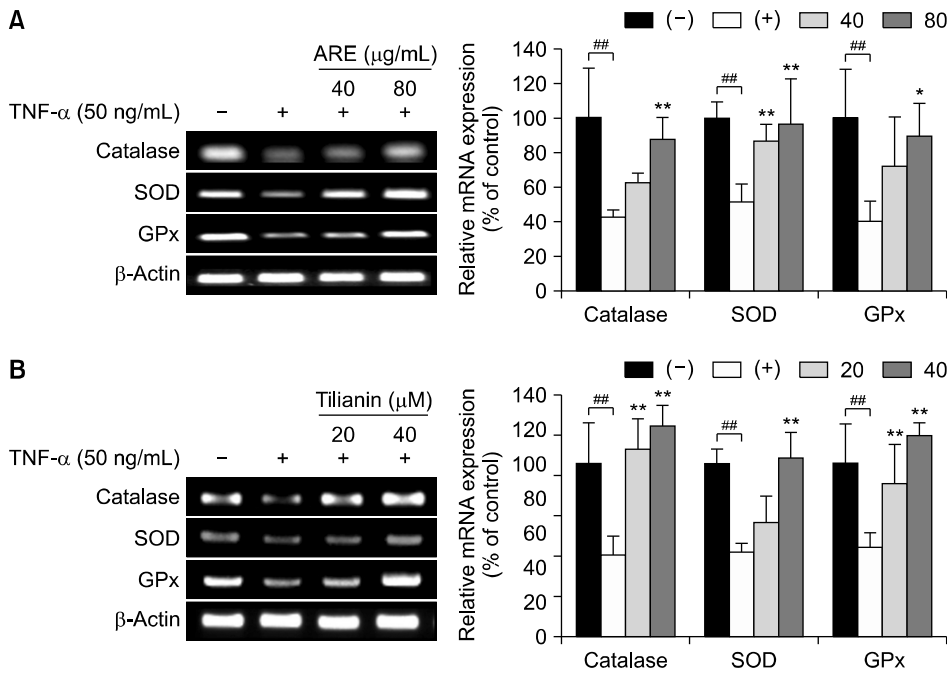 A
ARE (μg/mL)
40 80
TNF-α (50 ng/mL) − + + +
Catalase
SOD
GPx
β-Actin
(−) (+) 40 80
Relative mRNA expression
(% of control)
140
120
100
80
60
40
20
0
## **
## ** **
## *
Catalase SOD GPx
B
Tilianin (μM)
20 40
TNF-α (50 ng/mL) − + + +
Catalase
SOD
GPx
β-Actin
(−) (+) 20 40
Relative mRNA expression
(% of control)
140
120
100
80
60
40
0
## ** **
## **
## ** **
Catalase SOD GPx